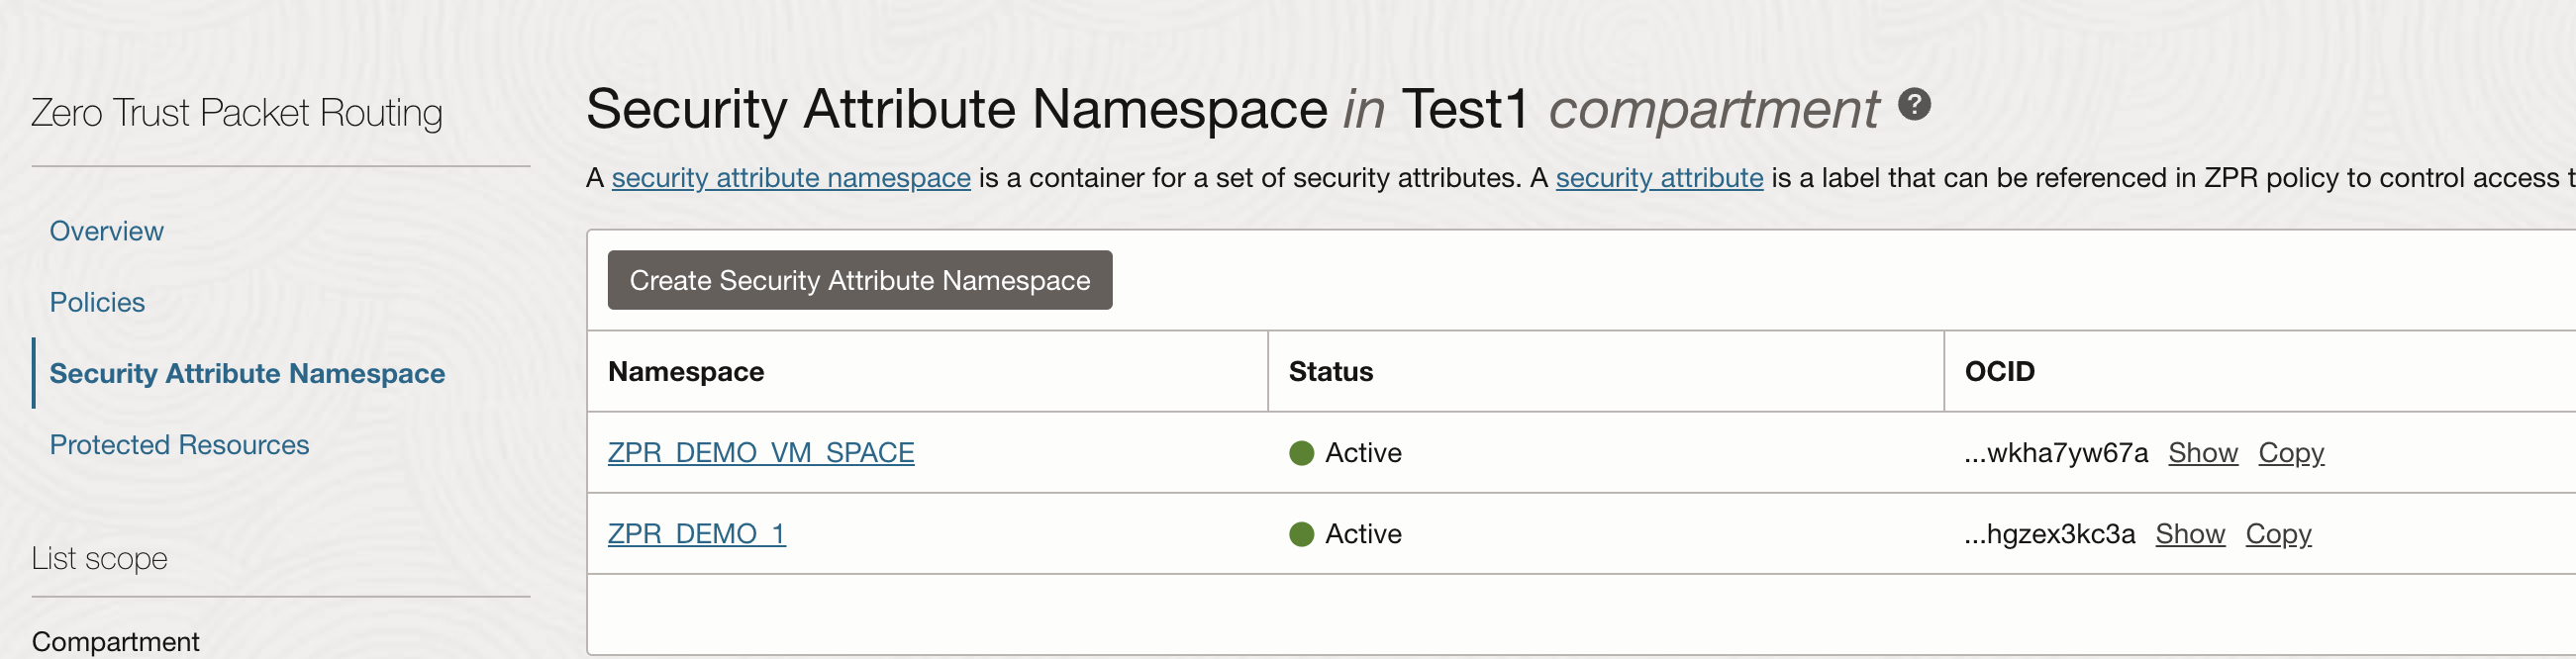 Zero Trust Packet Routing
Overview
Policies
Security Attribute Namespace
Protected Resources
List scope
Compartment
Security Attribute Namespace in Test1 compartment ?
A security attribute namespace is a container for a set of security attributes. A security attribute is a label that can be referenced in ZPR policy to control access t
Create Security Attribute Namespace
Namespace Status OCID
ZPR_DEMO_VM_SPACE Active ...wkha7yw67a Show Copy
ZPR_DEMO_1 Active ...hgzex3kc3a Show Copy